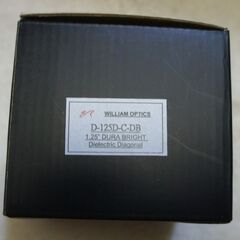 WILLIAM OPTICS
D-125D-C-DB
1.25" DURA BRIGHT
Dielectric Diagonal